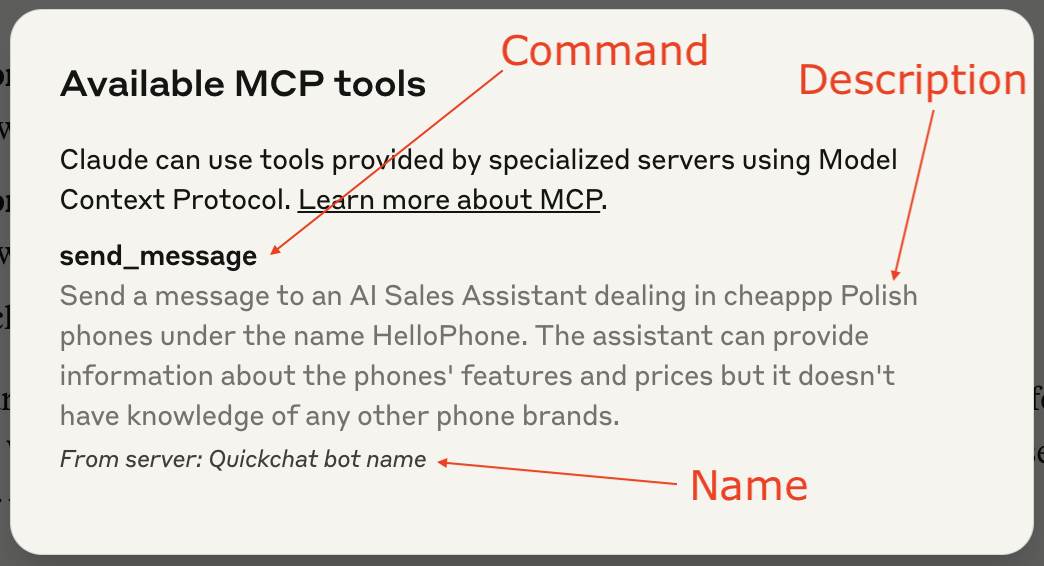 Command
Description
Available MCP tools
Claude can use tools provided by specialized servers using Model
Context Protocol. Learn more about MCP.
send_message
Send a message to an AI Sales Assistant dealing in cheappp Polish
phones under the name HelloPhone. The assistant can provide
information about the phones' features and prices but it doesn't
have knowledge of any other phone brands.
From server: Quickchat bot name
Name